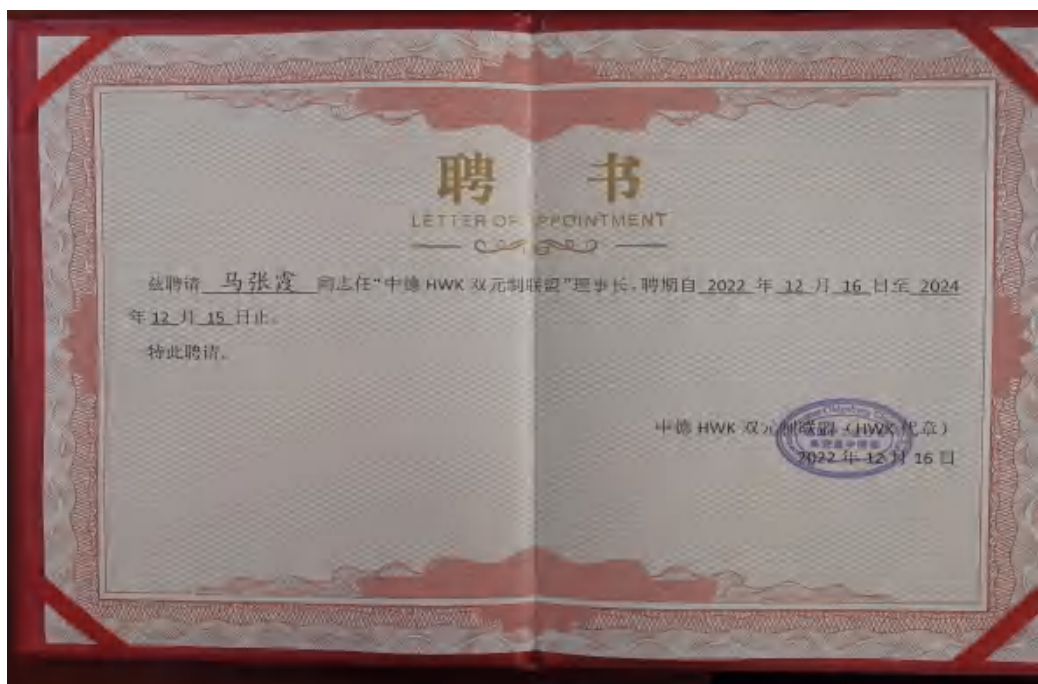 聘 书
LETTER OF APPOINTMENT
兹聘请 马张霞 同志任“中德 HWK 双元制联盟”理事长，聘期自 2022 年 12 月 16 日至 2024
年 12 月 15 日止。
特此聘请。
中德 HWK 双元制联盟（HWK 代章）
2022 年 12 月 16 日